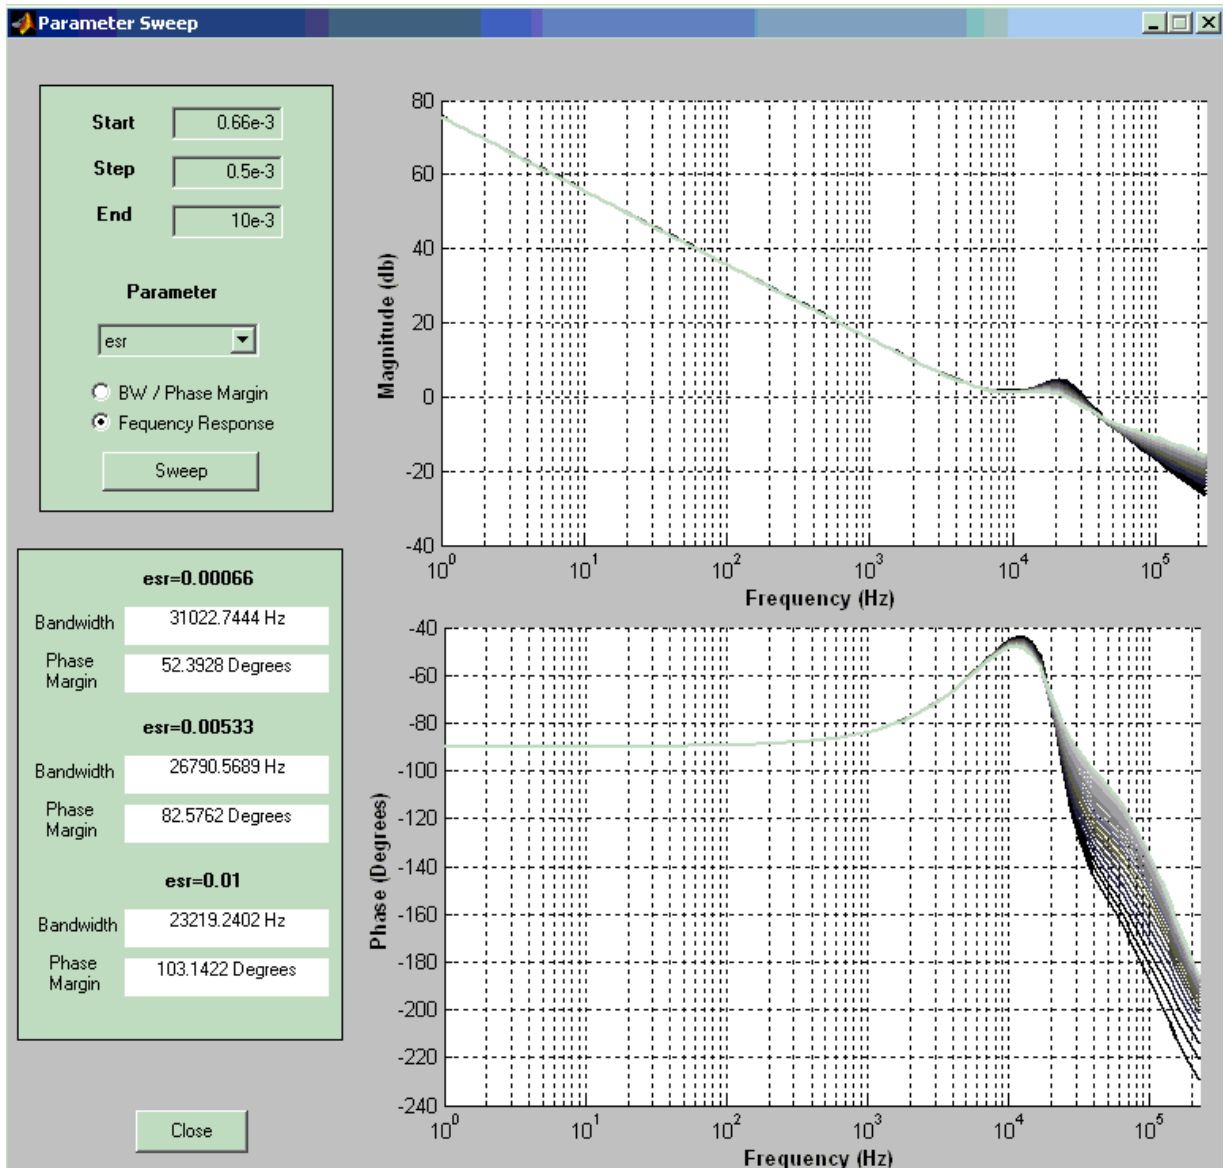 Parameter Sweep
Start 0.66e-3
Step 0.5e-3
End 10e-3
Parameter
esr
BW / Phase Margin
Fequency Response
Sweep
esr=0.00066
Bandwidth 31022.7444 Hz
Phase Margin 52.3928 Degrees
esr=0.00533
Bandwidth 26790.5689 Hz
Phase Margin 82.5762 Degrees
esr=0.01
Bandwidth 23219.2402 Hz
Phase Margin 103.1422 Degrees
Close
80
60
40
20
0
-20
-40
Magnitude (db)
10^0 10^1 10^2 10^3 10^4 10^5
Frequency (Hz)
-40
-60
-80
-100
-120
-140
-160
-180
-200
-220
-240
Phase (Degrees)
10^0 10^1 10^2 10^3 10^4 10^5
Frequency (Hz)